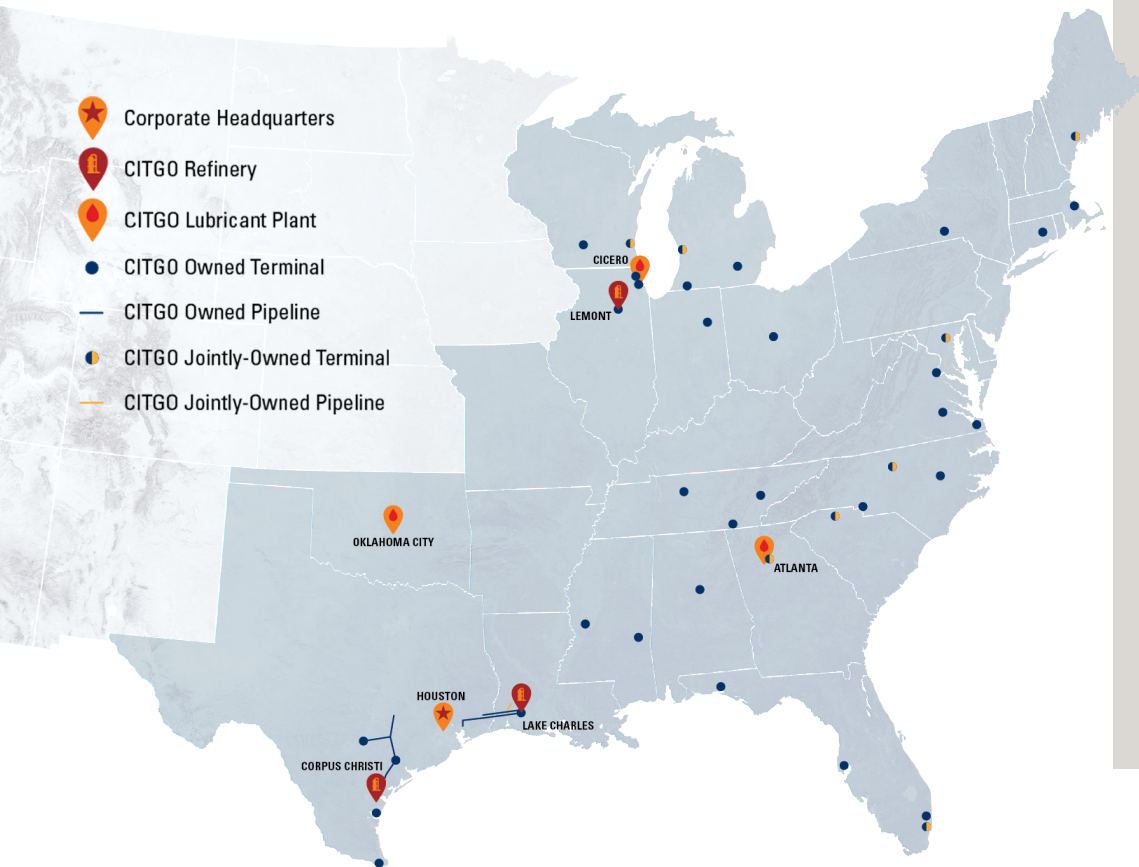 Corporate Headquarters
CITGO Refinery
CITGO Lubricant Plant
CITGO Owned Terminal
CITGO Owned Pipeline
CITGO Jointly-Owned Terminal
CITGO Jointly-Owned Pipeline
CICERO
LEMONT
OKLAHOMA CITY
ATLANTA
HOUSTON
LAKE CHARLES
CORPUS CHRISTI